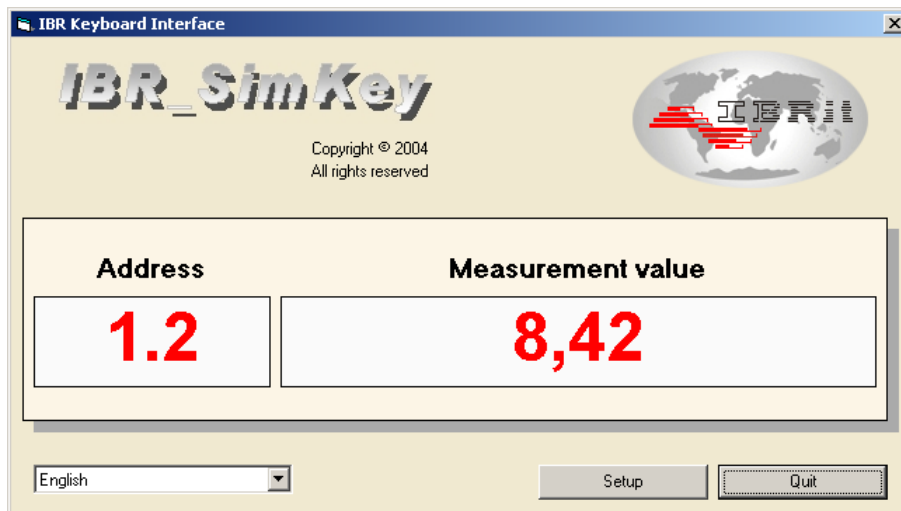 IBR Keyboard Interface
IBR_SimKey
IBRit
Copyright © 2004
All rights reserved
Address
Measurement value
1.2
8,42
English
Setup
Quit